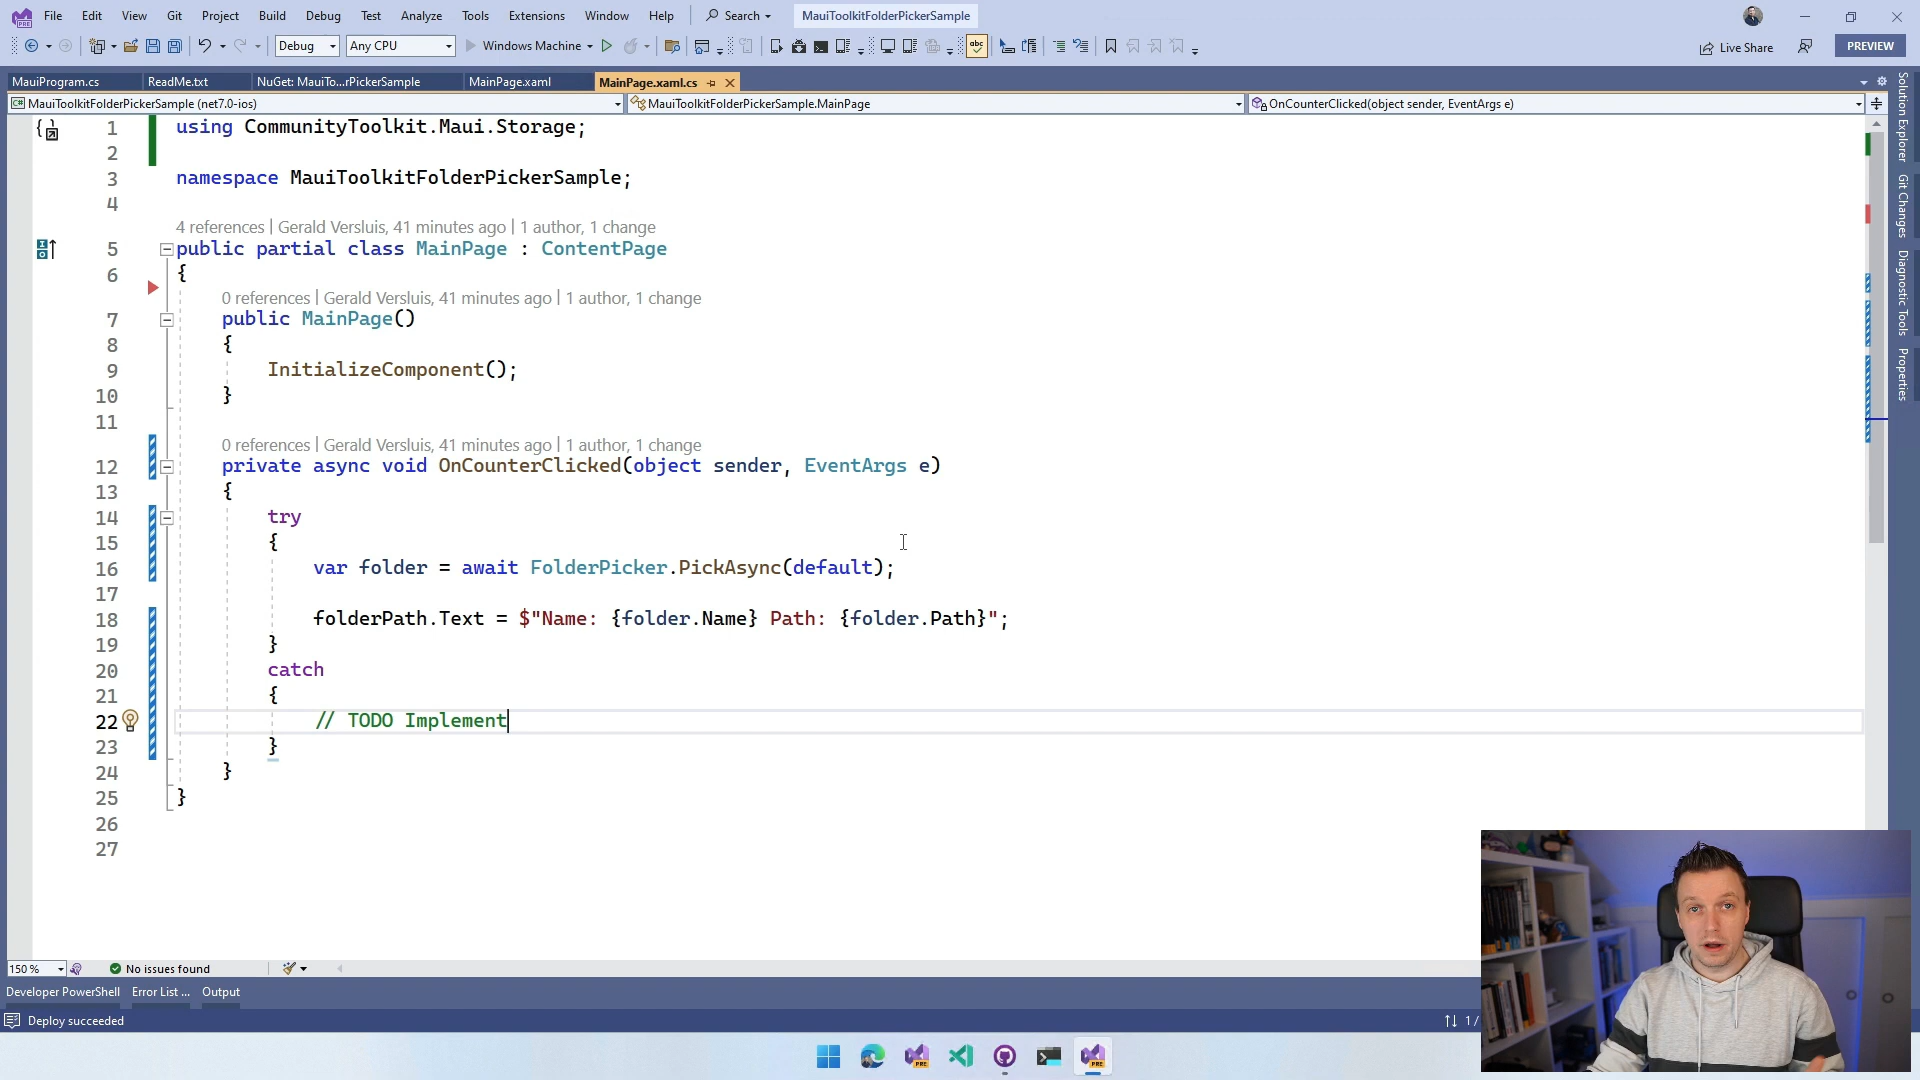 File Edit View Git Project Build Debug Test Analyze Tools Extensions Window Help Search MauiToolkitFolderPickerSample
Debug Any CPU Windows Machine Live Share PREVIEW
MauiProgram.cs ReadMe.txt NuGet: MauiTo...rPickerSample MainPage.xaml MainPage.xaml.cs
MauiToolkitFolderPickerSample (net7.0-ios) MauiToolkitFolderPickerSample.MainPage OnCounterClicked(object sender, EventArgs e)
1 using CommunityToolkit.Maui.Storage;
2
3 namespace MauiToolkitFolderPickerSample;
4
4 references | Gerald Versluis, 41 minutes ago | 1 author, 1 change
5 public partial class MainPage : ContentPage
6 {
0 references | Gerald Versluis, 41 minutes ago | 1 author, 1 change
7 public MainPage()
8 {
9 InitializeComponent();
10 }
11
0 references | Gerald Versluis, 41 minutes ago | 1 author, 1 change
12 private async void OnCounterClicked(object sender, EventArgs e)
13 {
14 try
15 {
16 var folder = await FolderPicker.PickAsync(default);
17
18 folderPath.Text = $"Name: {folder.Name} Path: {folder.Path}";
19 }
20 catch
21 {
22 // TODO Implement
23 }
24 }
25 }
26
27
Solution Explorer
Git Changes
Diagnostic Tools
Properties
150 % No issues found
Developer PowerShell Error List ... Output
Deploy succeeded 1 /